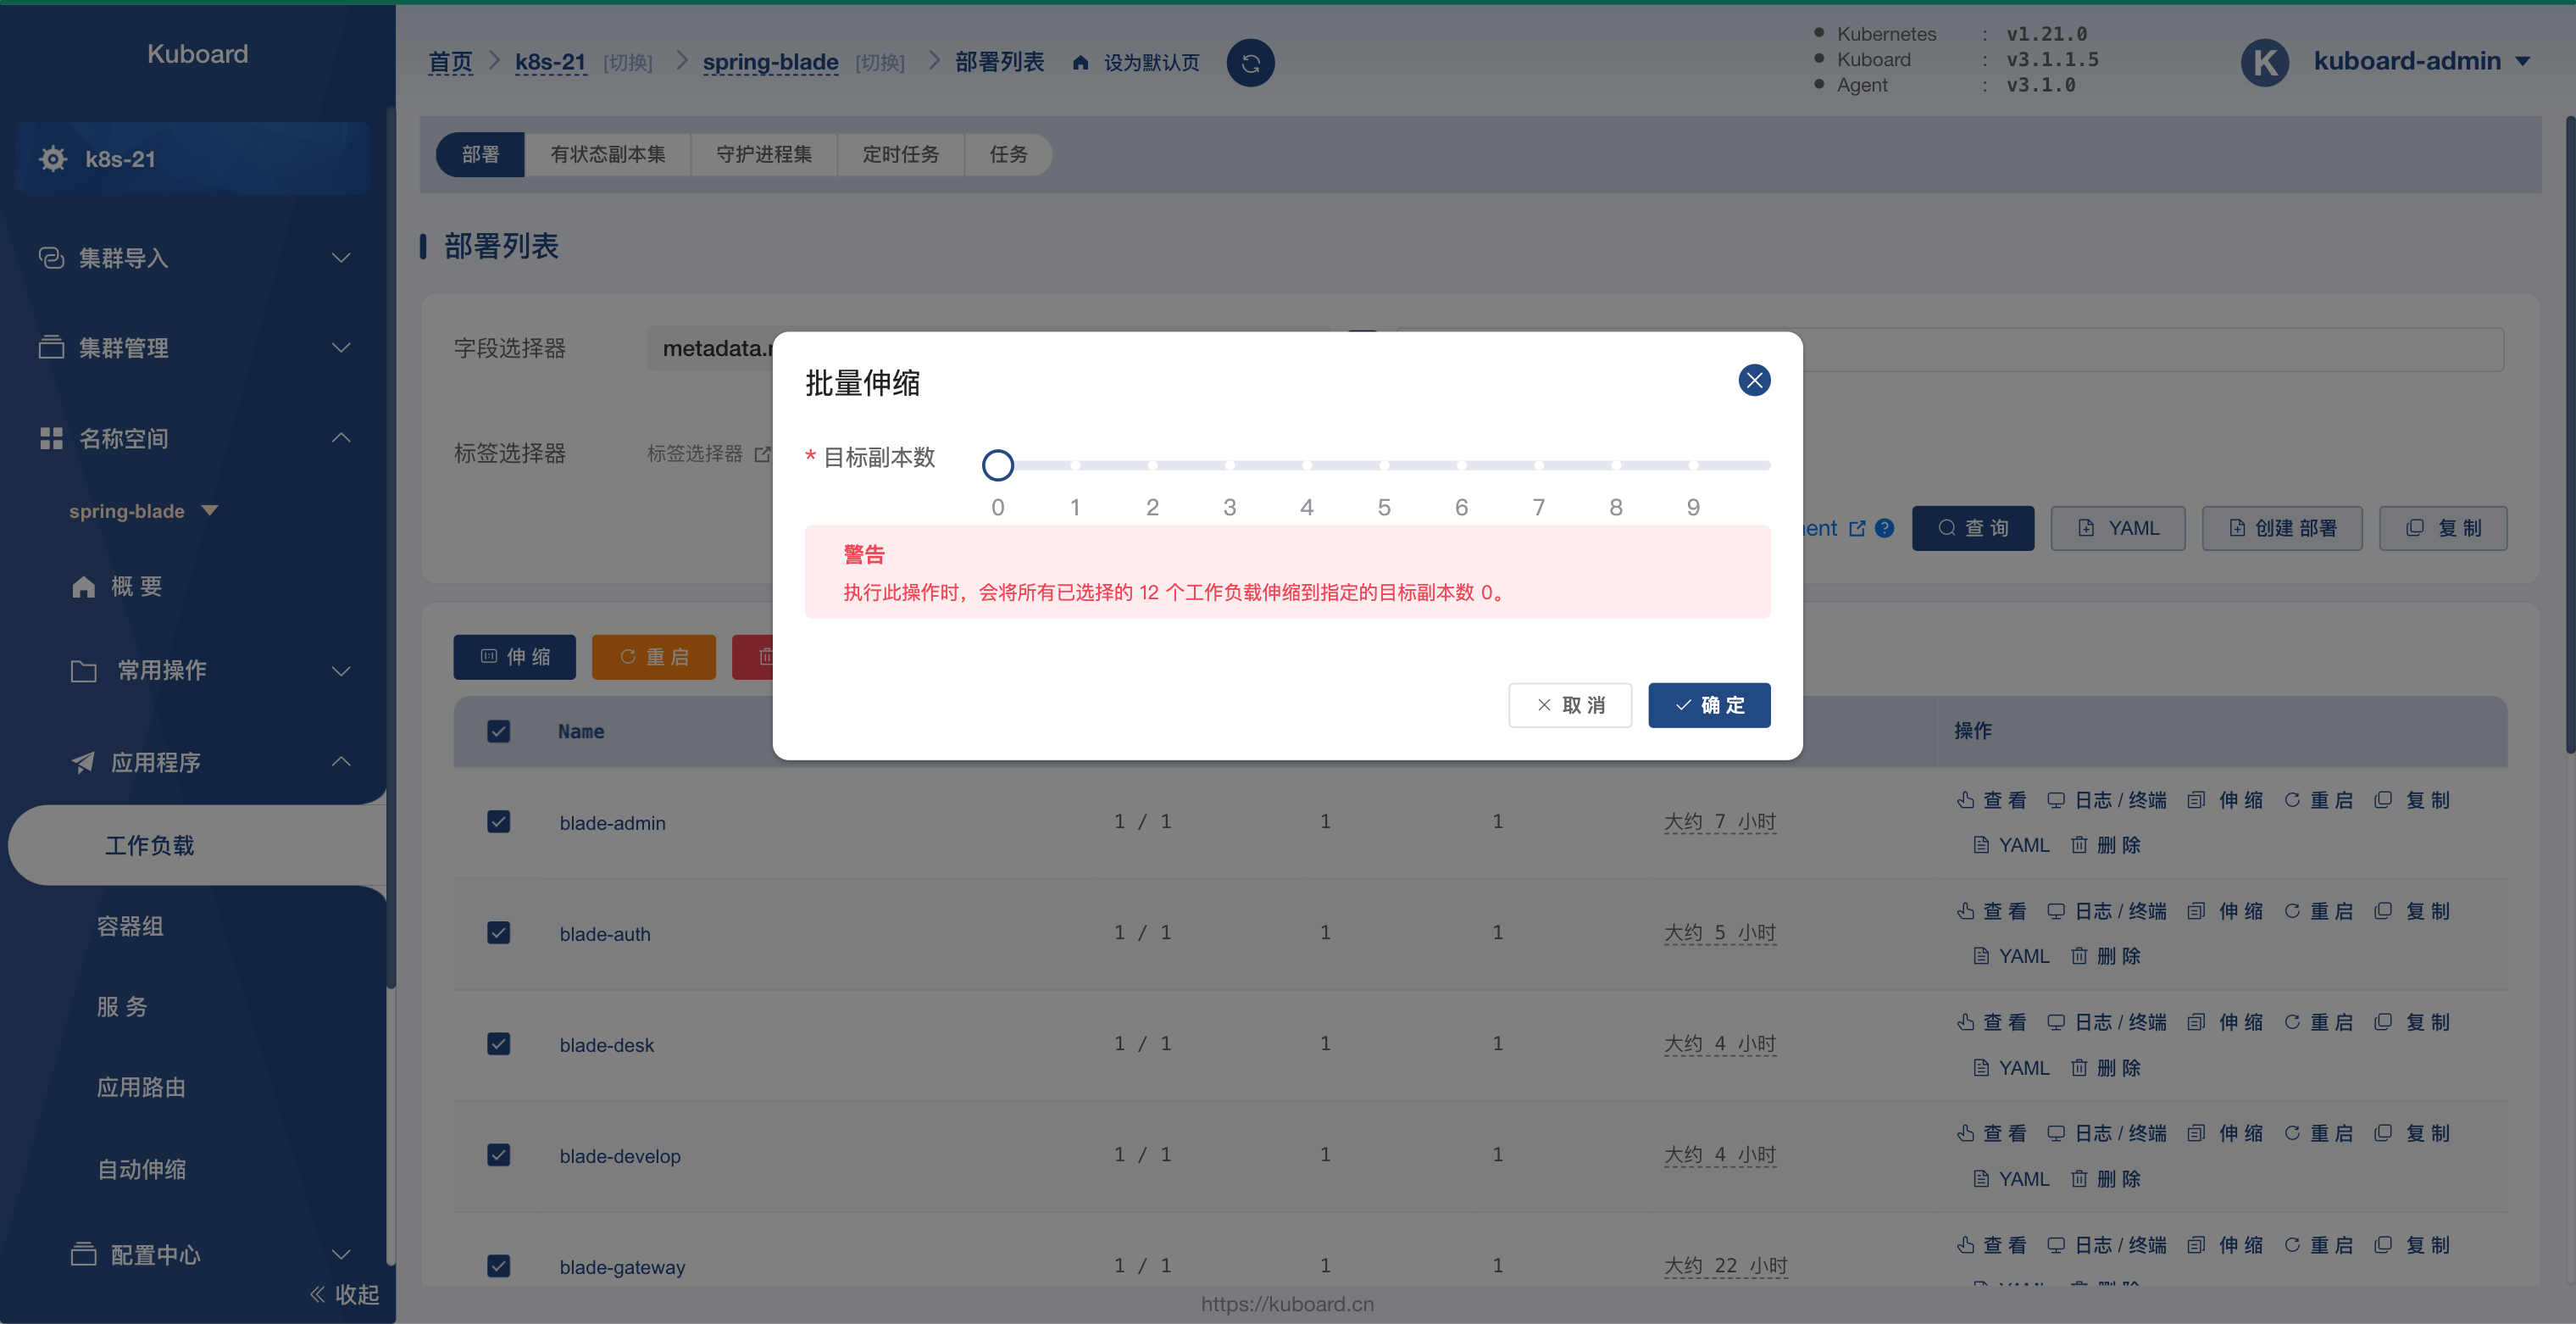 Kuboard
k8s-21
集群导入
集群管理
名称空间
spring-blade
概 要
常用操作
应用程序
工作负载
容器组
服 务
应用路由
自动伸缩
配置中心
收起
首页 k8s-21 [切换] spring-blade [切换] 部署列表 设为默认页
Kubernetes : v1.21.0
Kuboard : v3.1.1.5
Agent : v3.1.0
K kuboard-admin
部署 有状态副本集 守护进程集 定时任务 任务
部署列表
字段选择器 metadata.
标签选择器 标签选择器
ent ? 查 询 YAML 创建 部署 复 制
批量伸缩
* 目标副本数
0 1 2 3 4 5 6 7 8 9
警告
执行此操作时，会将所有已选择的 12 个工作负载伸缩到指定的目标副本数 0。
取 消 确 定
伸 缩 重 启
Name 操作
blade-admin 1 / 1 1 1 大约 7 小时 查 看 日志 / 终端 伸 缩 重 启 复 制
YAML 删 除
blade-auth 1 / 1 1 1 大约 5 小时 查 看 日志 / 终端 伸 缩 重 启 复 制
YAML 删 除
blade-desk 1 / 1 1 1 大约 4 小时 查 看 日志 / 终端 伸 缩 重 启 复 制
YAML 删 除
blade-develop 1 / 1 1 1 大约 4 小时 查 看 日志 / 终端 伸 缩 重 启 复 制
YAML 删 除
blade-gateway 1 / 1 1 1 大约 22 小时 查 看 日志 / 终端 伸 缩 重 启 复 制
https://kuboard.cn